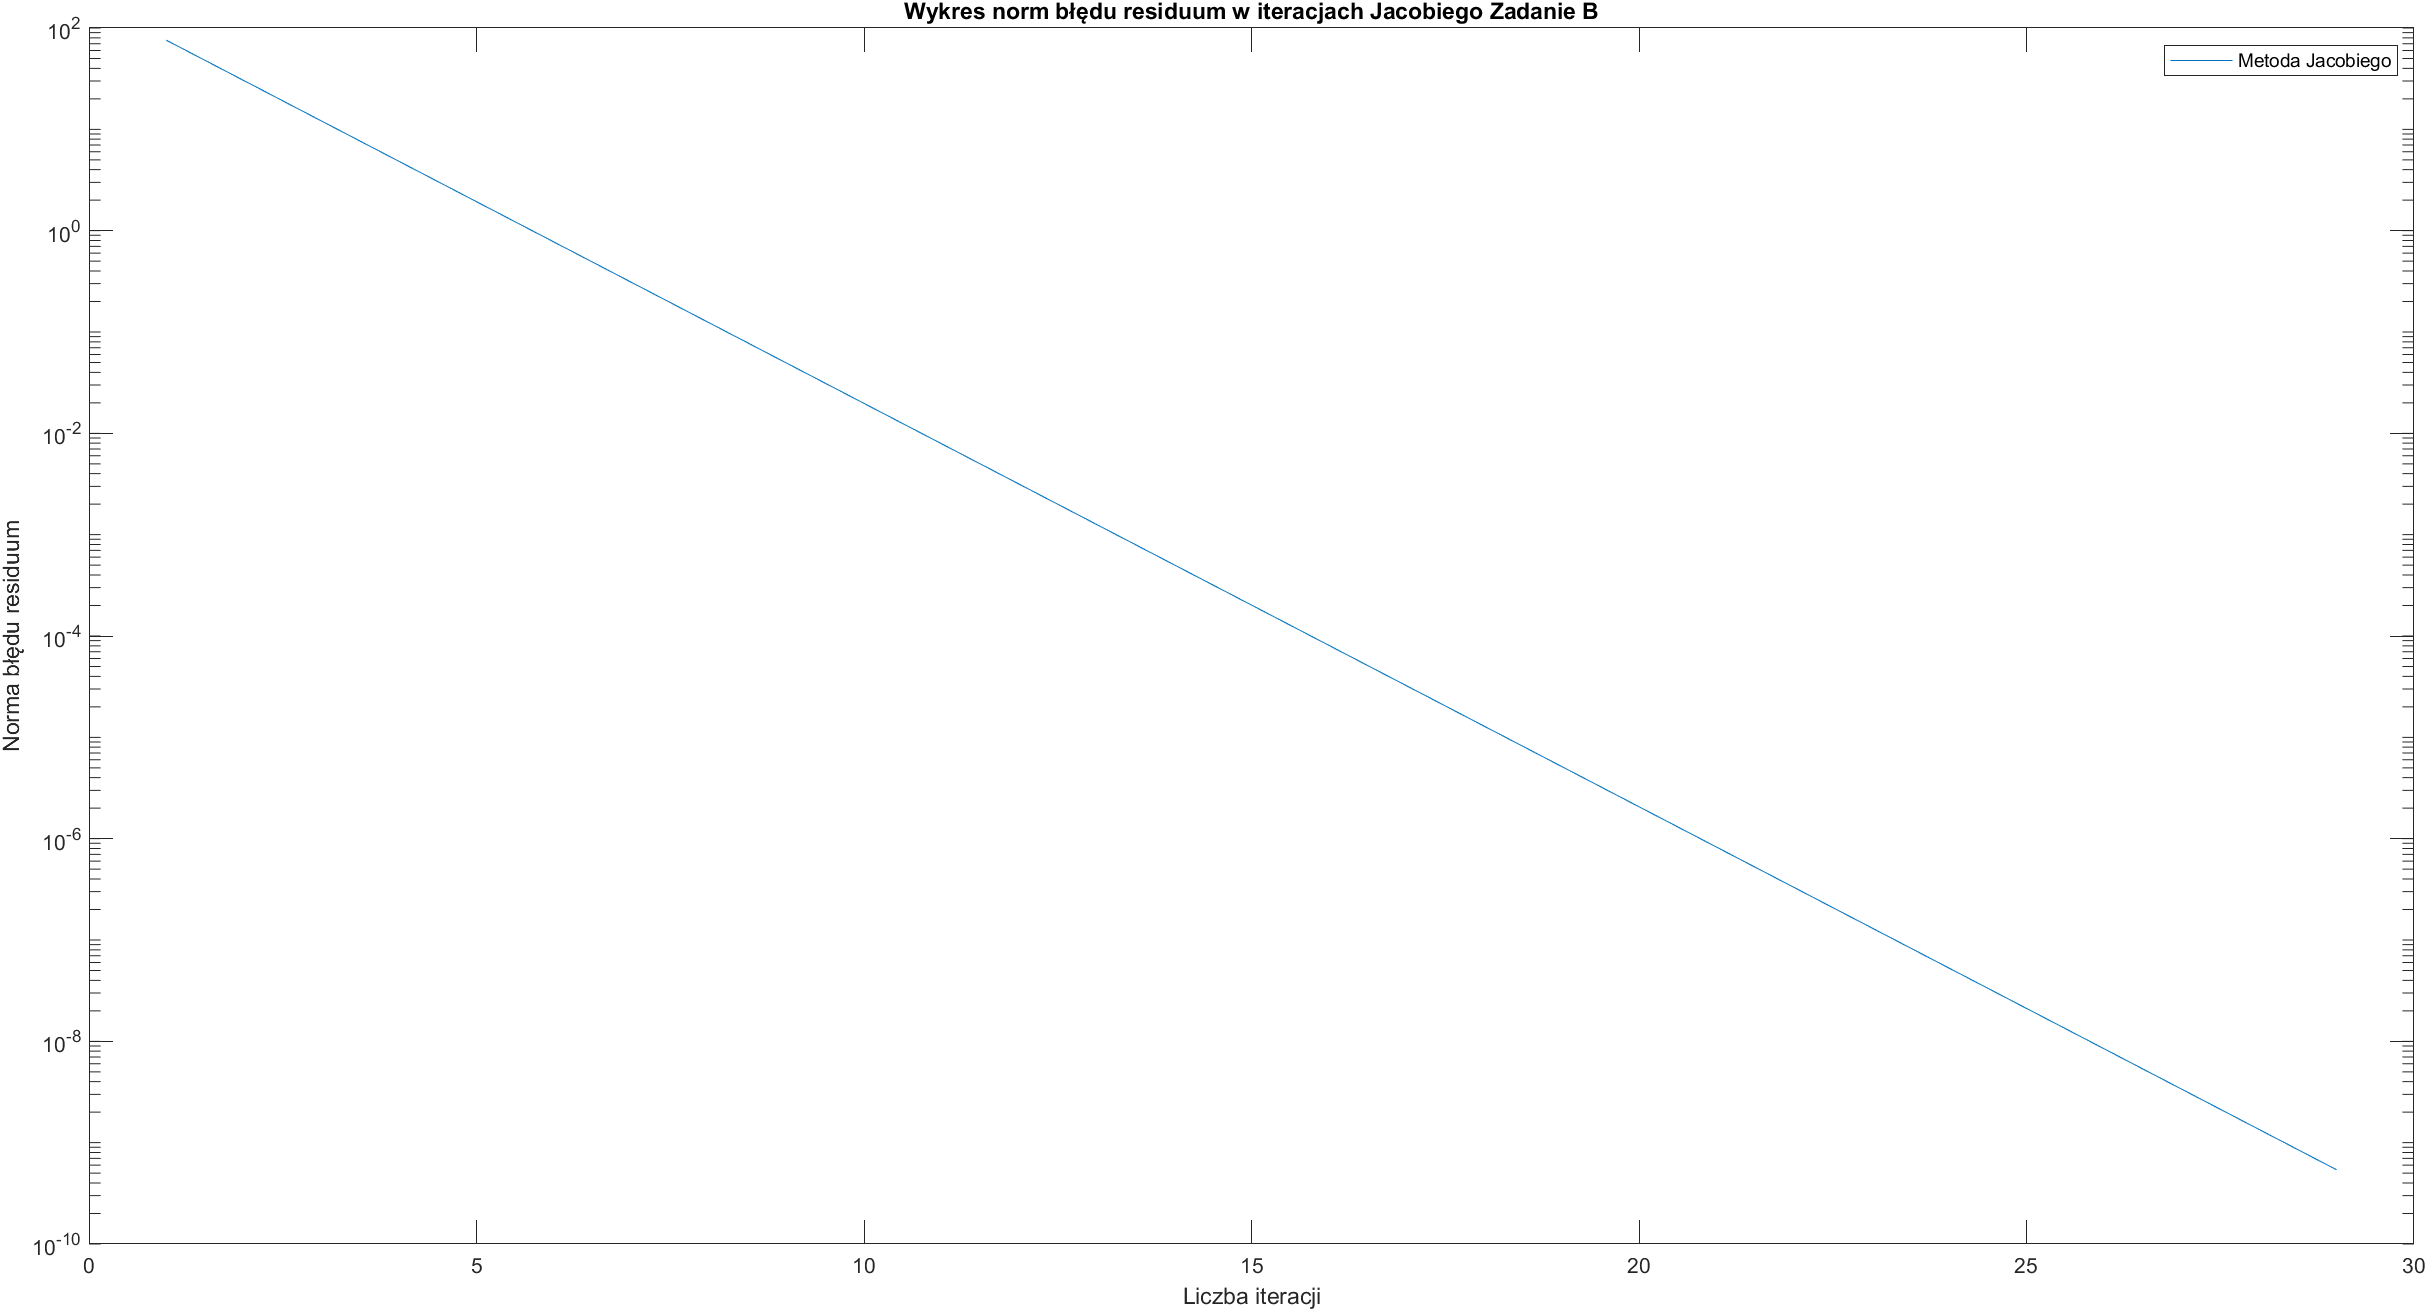 Wykres norm błędu residuum w iteracjach Jacobiego Zadanie B
Metoda Jacobiego
10^2
10^0
10^-2
10^-4
10^-6
10^-8
10^-10
Norma błędu residuum
0 5 10 15 20 25 30
Liczba iteracji